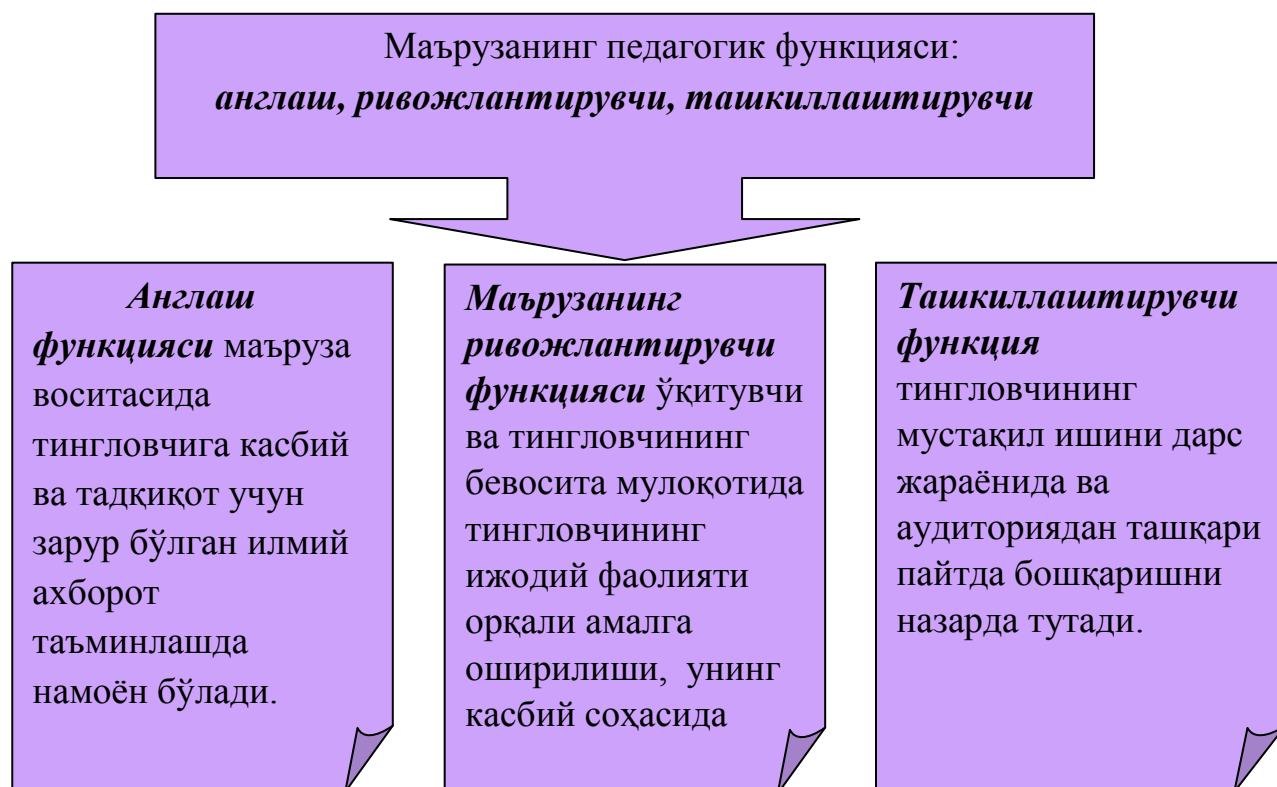 Маърузанинг педагогик функцияси:
англаш, ривожлантирувчи, ташкиллаштирувчи
Англаш
функцияси маъруза
воситасида
тингловчига касбий
ва тадқиқот учун
зарур бўлган илмий
ахборот
таъминлашда
намоён бўлади.
Маърузанинг
ривожлантирувчи
функцияси ўқитувчи
ва тингловчининг
бевосита мулоқотида
тингловчининг
ижодий фаолияти
орқали амалга
оширилиши, унинг
касбий соҳасида
Ташкиллаштирувчи
функция
тингловчининг
мустақил ишини дарс
жараёнида ва
аудиториядан ташқари
пайтда бошқаришни
назарда тутади.